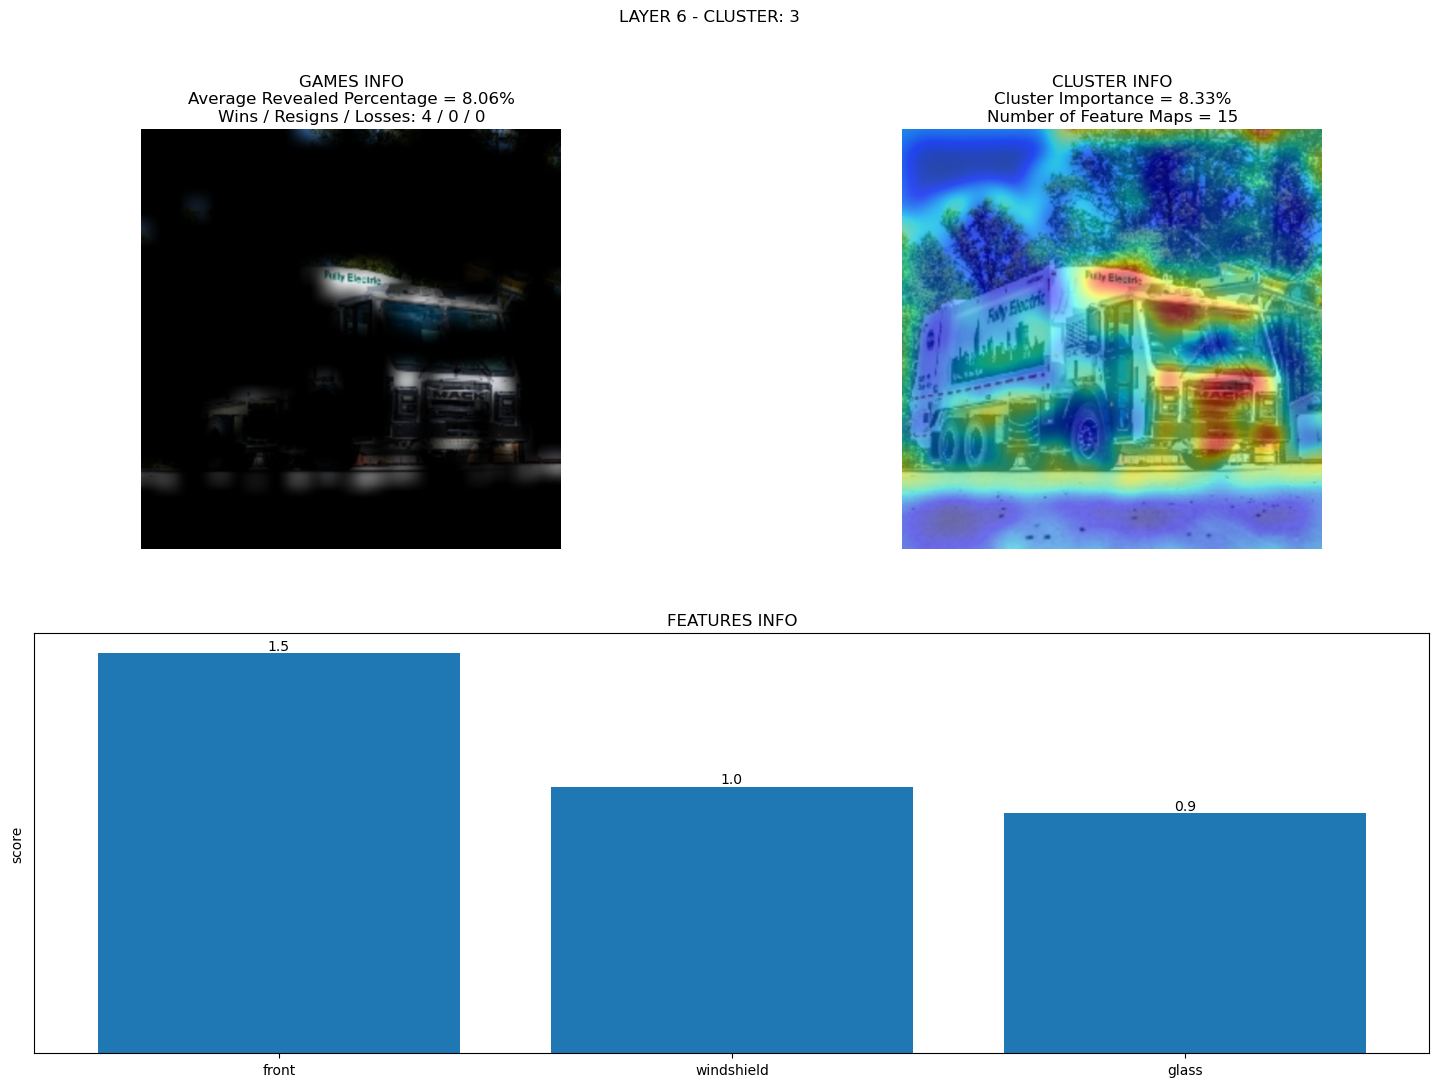 LAYER 6 - CLUSTER: 3
GAMES INFO
Average Revealed Percentage = 8.06%
Wins / Resigns / Losses: 4 / 0 / 0
Fully Electric
MACK
CLUSTER INFO
Cluster Importance = 8.33%
Number of Feature Maps = 15
Fully Electric
Fully Electric
MACK
FEATURES INFO
score
1.5
1.0
0.9
front
windshield
glass